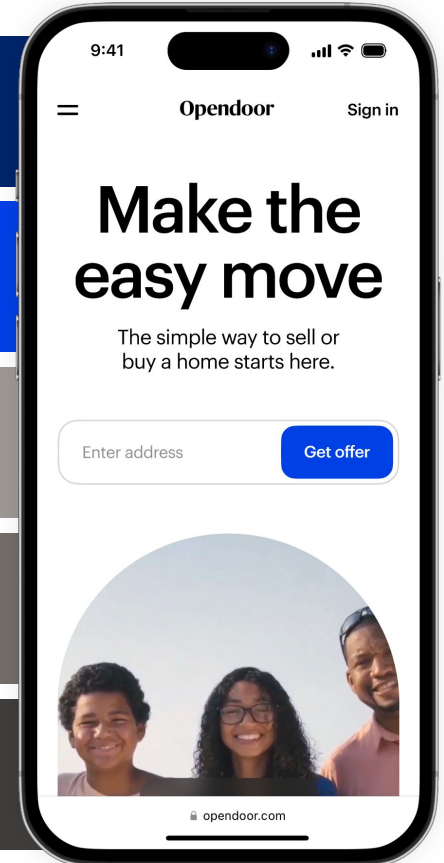 9:41
Opendoor
Sign in
Make the
easy move
The simple way to sell or
buy a home starts here.
Enter address
Get offer
opendoor.com